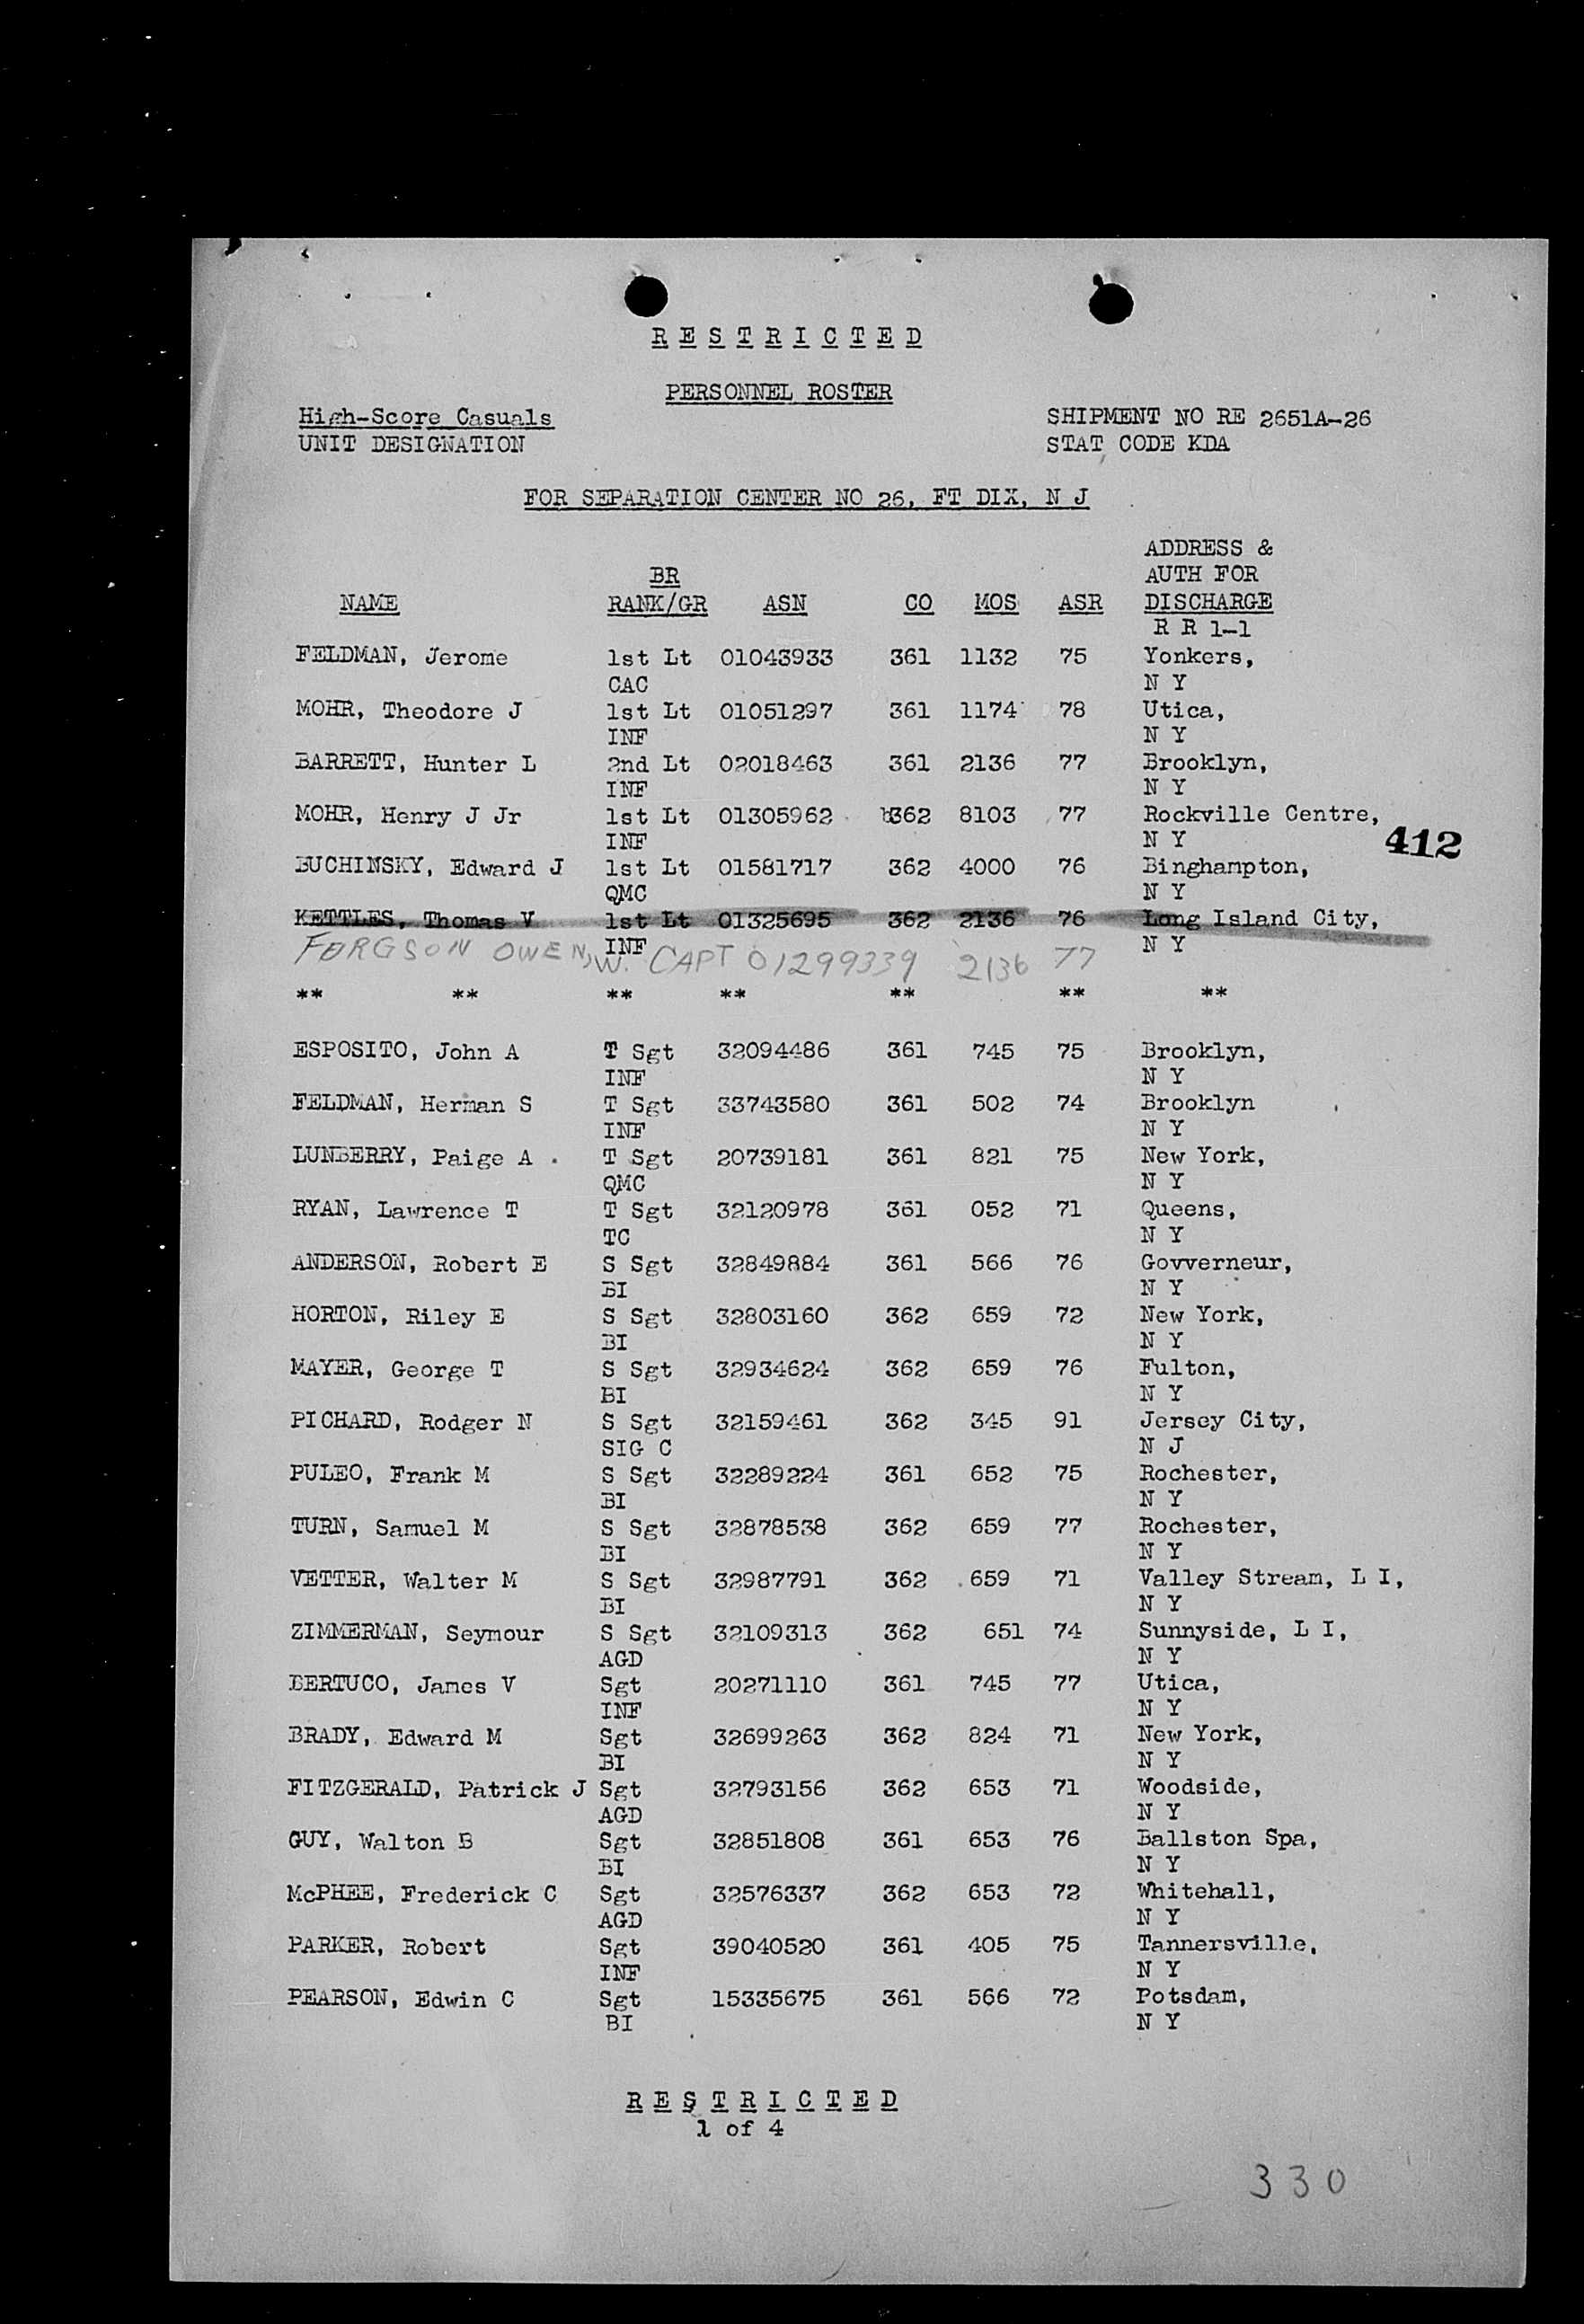 R E S T R I C T E D
PERSONNEL ROSTER
High-Score Casuals SHIPMENT NO RE 2651A-26
UNIT DESIGNATION STAT CODE KDA
FOR SEPARATION CENTER NO 26, FT DIX, N J
ADDRESS &
BR AUTH FOR
NAME RANK/GR ASN CO MOS ASR DISCHARGE
R R 1-1
FELDMAN, Jerome 1st Lt 01043933 361 1132 75 Yonkers,
CAC N Y
MOHR, Theodore J 1st Lt 01051297 361 1174 78 Utica,
INF N Y
BARRETT, Hunter L 2nd Lt 02018463 361 2136 77 Brooklyn,
INF N Y
MOHR, Henry J Jr 1st Lt 01305962 362 8103 77 Rockville Centre,
INF N Y 412
BUCHINSKY, Edward J 1st Lt 01581717 362 4000 76 Binghampton,
QMC N Y
KETTLES, Thomas V 1st Lt 01325695 362 2136 76 Long Island City,
INF N Y
FERGSON OWEN, W. CAPT 01299339 2136 77
** ** ** ** ** ** **
ESPOSITO, John A T Sgt 32094486 361 745 75 Brooklyn,
INF N Y
FELDMAN, Herman S T Sgt 33743580 361 502 74 Brooklyn
INF N Y
LUNBERRY, Paige A . T Sgt 20739181 361 821 75 New York,
QMC N Y
RYAN, Lawrence T T Sgt 32120978 361 052 71 Queens,
TC N Y
ANDERSON, Robert E S Sgt 32849884 361 566 76 Govverneur,
BI N Y
HORTON, Riley E S Sgt 32803160 362 659 72 New York,
BI N Y
MAYER, George T S Sgt 32934624 362 659 76 Fulton,
BI N Y
PICHARD, Rodger N S Sgt 32159461 362 345 91 Jersey City,
SIG C N J
PULEO, Frank M S Sgt 32289224 361 652 75 Rochester,
BI N Y
TURN, Samuel M S Sgt 32878538 362 659 77 Rochester,
BI N Y
VETTER, Walter M S Sgt 32987791 362 659 71 Valley Stream, L I,
BI N Y
ZIMMERMAN, Seymour S Sgt 32109313 362 651 74 Sunnyside, L I,
AGD N Y
BERTUCO, James V Sgt 20271110 361 745 77 Utica,
INF N Y
BRADY, Edward M Sgt 32699263 362 824 71 New York,
BI N Y
FITZGERALD, Patrick J Sgt 32793156 362 653 71 Woodside,
AGD N Y
GUY, Walton B Sgt 32851808 361 653 76 Ballston Spa,
BI N Y
McPHEE, Frederick C Sgt 32576337 362 653 72 Whitehall,
AGD N Y
PARKER, Robert Sgt 39040520 361 405 75 Tannersville,
INF N Y
PEARSON, Edwin C Sgt 15335675 361 566 72 Potsdam,
BI N Y
R E S T R I C T E D
1 of 4
330